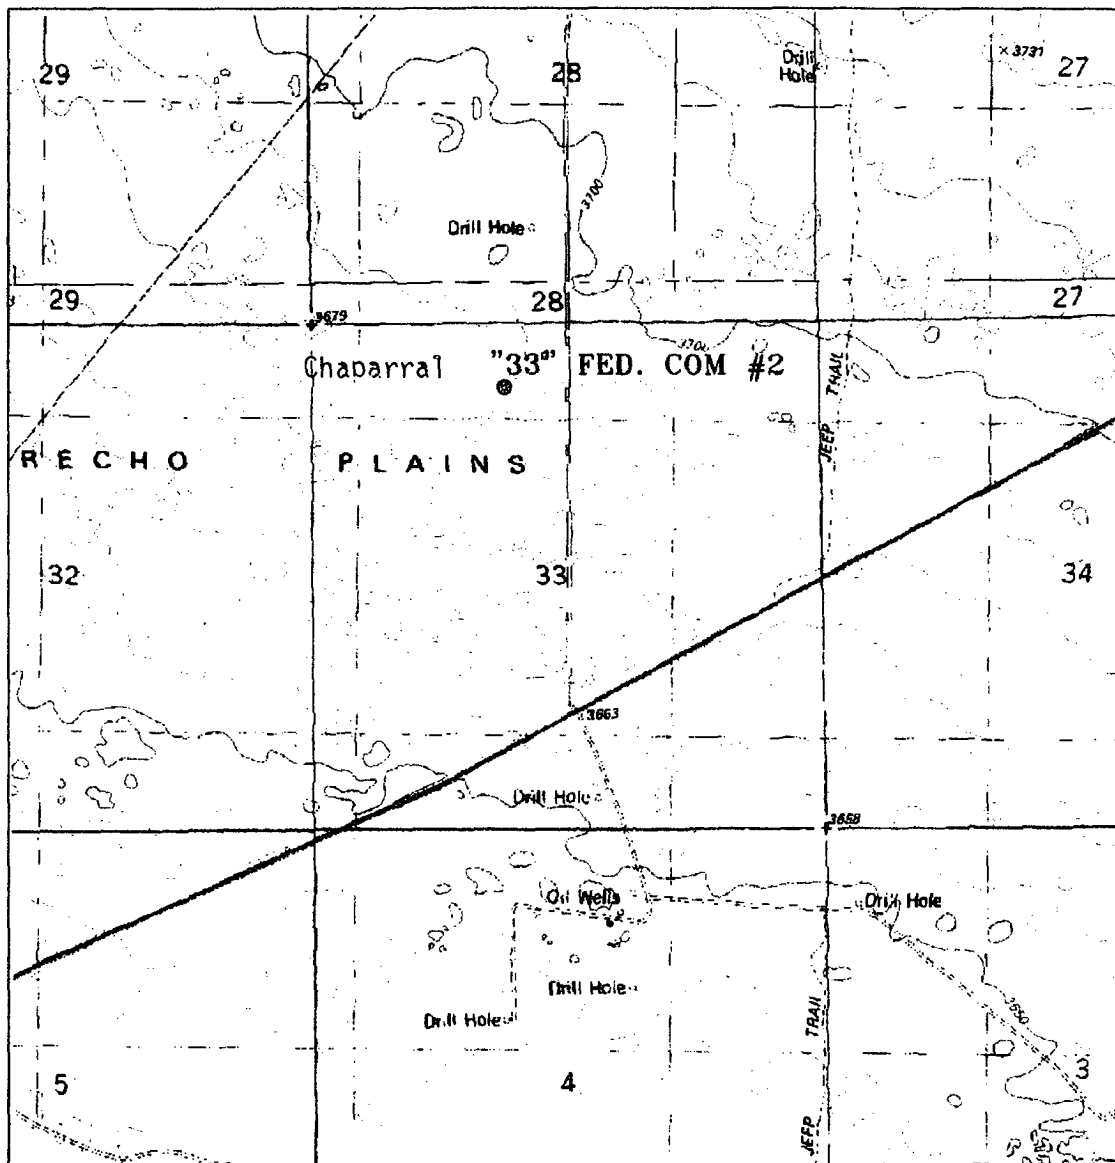 29
28
Drill
Hole
3731
27
3700
Drill Hole
29
28
27
3679
3700
Chaparral "33" FED. COM #2
JEEP TRAIL
RECHO PLAINS
32
33
34
3663
Drill Hole
3658
Oil Wells
Drill Hole
Drill Hole
Drill Hole
3650
JEEP TRAIL
5
4
3